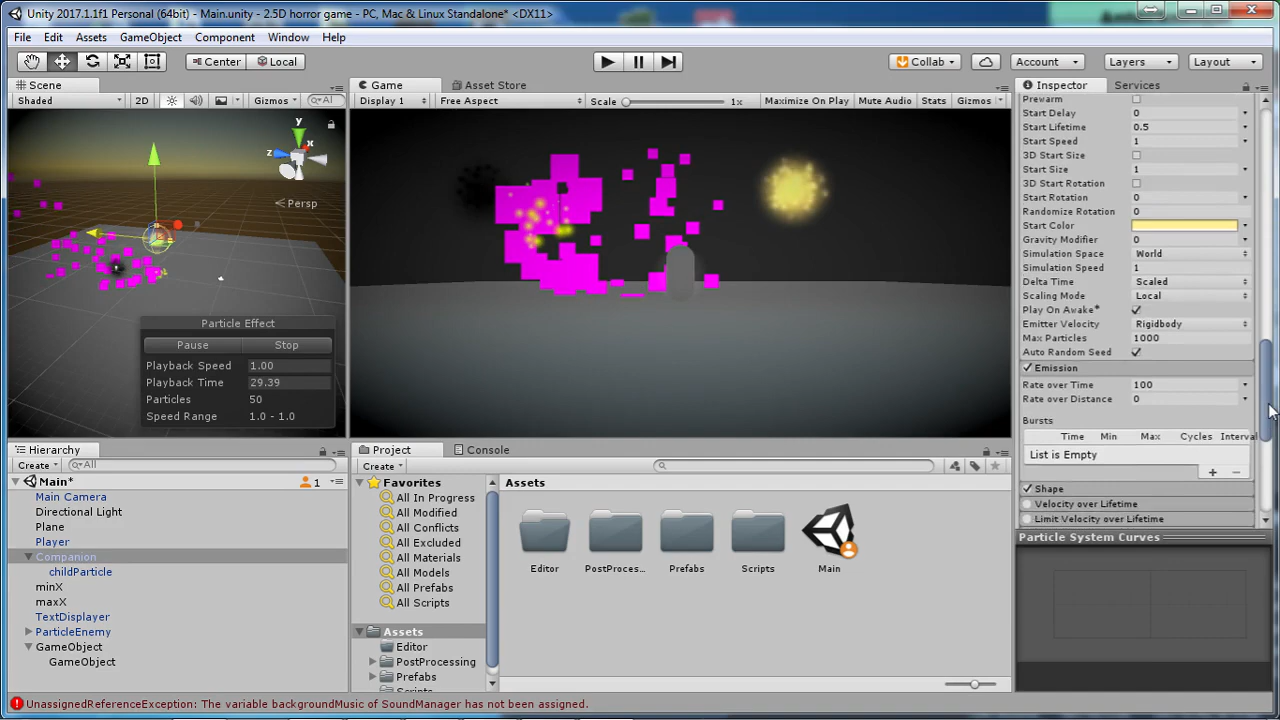 Unity 2017.1.1f1 Personal (64bit) - Main.unity - 2.5D horror game - PC, Mac & Linux Standalone* <DX11>
File Edit Assets GameObject Component Window Help
Center Local Collab Account Layers Layout
Scene
Shaded 2D Gizmos All
y
x
z
Persp
Particle Effect
Pause Stop
Playback Speed 1.00
Playback Time 29.39
Particles 50
Speed Range 1.0 - 1.0
Game Asset Store
Display 1 Free Aspect Scale 1x Maximize On Play Mute Audio Stats Gizmos
Inspector Services
Prewarm
Start Delay 0
Start Lifetime 0.5
Start Speed 1
3D Start Size
Start Size 1
3D Start Rotation
Start Rotation 0
Randomize Rotation 0
Start Color
Gravity Modifier 0
Simulation Space World
Simulation Speed 1
Delta Time Scaled
Scaling Mode Local
Play On Awake*
Emitter Velocity Rigidbody
Max Particles 1000
Auto Random Seed
Emission
Rate over Time 100
Rate over Distance 0
Bursts
Time Min Max Cycles Interval
List is Empty
+ -
Shape
Velocity over Lifetime
Limit Velocity over Lifetime
Particle System Curves
Hierarchy
Create All
Main* 1
Main Camera
Directional Light
Plane
Player
Companion
childParticle
minX
maxX
TextDisplayer
ParticleEnemy
GameObject
GameObject
Project Console
Create
Favorites
All In Progress
All Modified
All Conflicts
All Excluded
All Materials
All Models
All Prefabs
All Scripts
Assets
Editor
PostProcessing
Prefabs
Scripts
Assets
Editor PostProces... Prefabs Scripts Main
UnassignedReferenceException: The variable backgroundMusic of SoundManager has not been assigned.